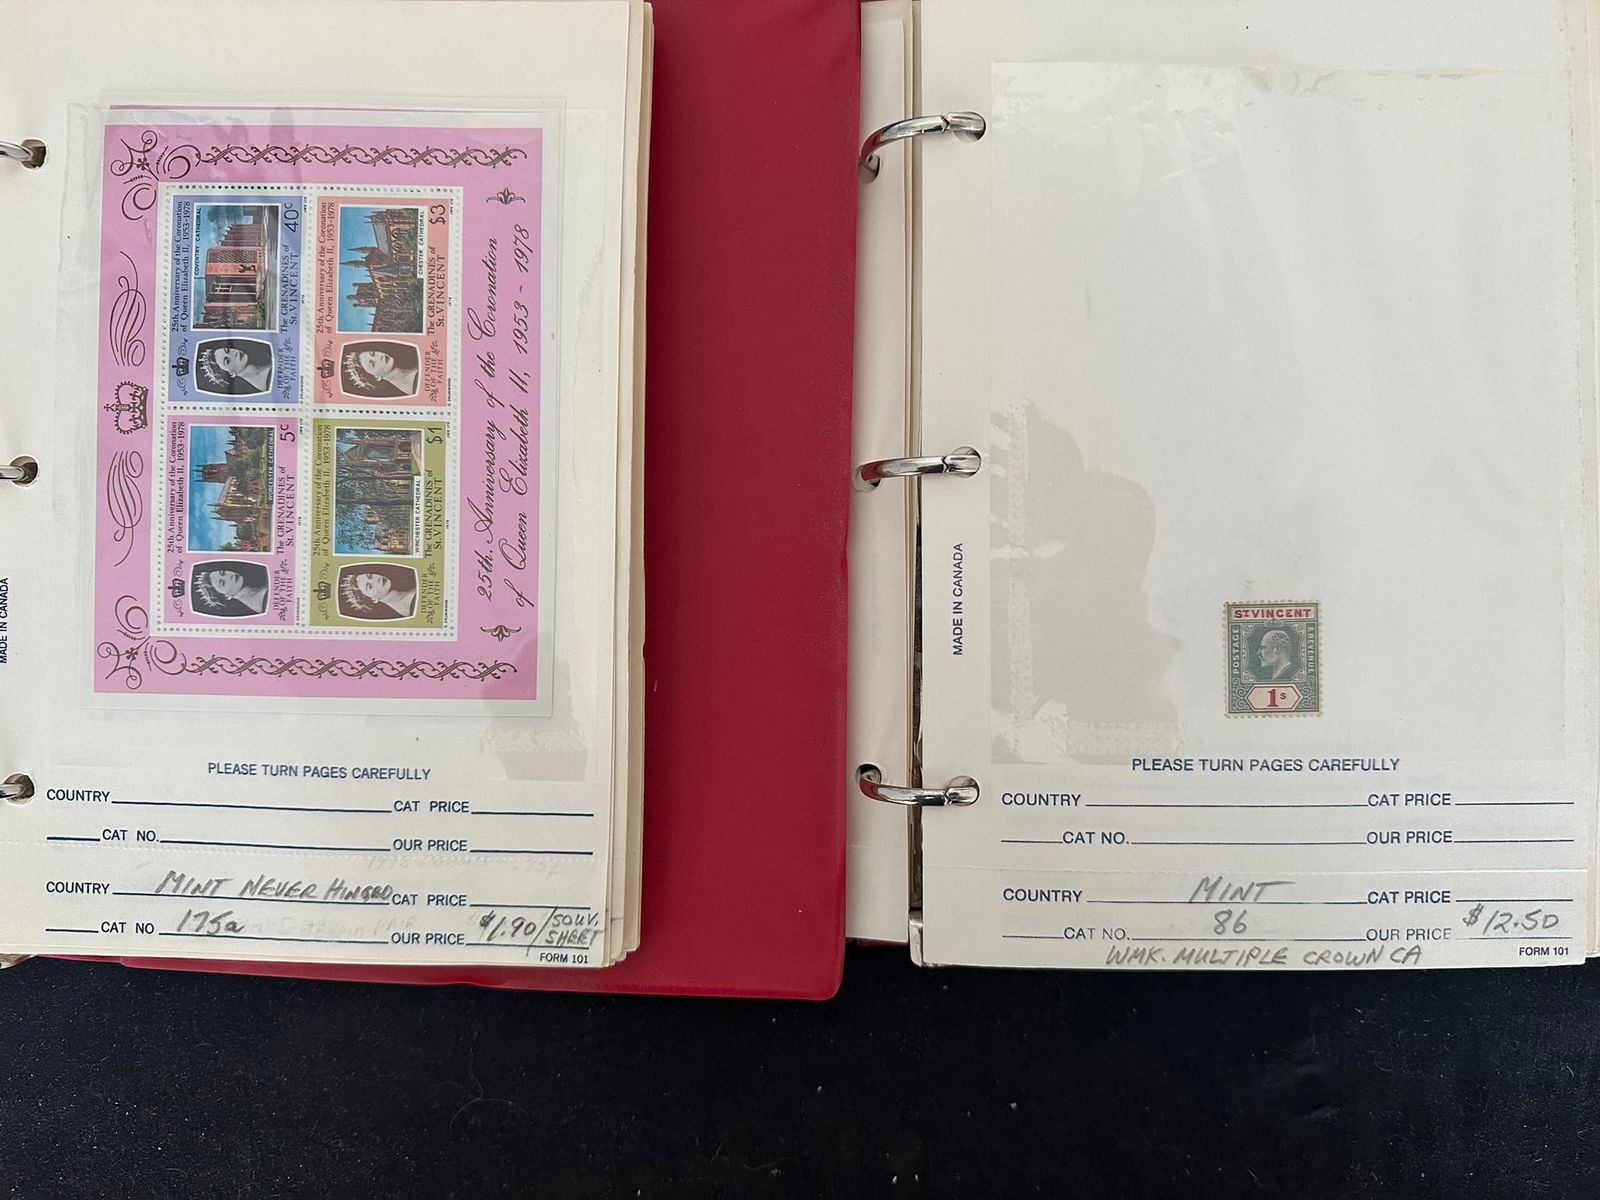 40c
COVENTRY CATHEDRAL
25th. Anniversary of the Coronation
of Queen Elizabeth II, 1953-1978
The GRENADINES of
St. VINCENT
DEFENDER
OF THE
FAITH
$3
CHESTER CATHEDRAL
25th. Anniversary of the Coronation
of Queen Elizabeth II, 1953-1978
The GRENADINES of
St. VINCENT
DEFENDER
OF THE
FAITH
5c
WORCESTER CATHEDRAL
25th. Anniversary of the Coronation
of Queen Elizabeth II, 1953-1978
The GRENADINES of
St. VINCENT
DEFENDER
OF THE
FAITH
$1
WINCHESTER CATHEDRAL
25th. Anniversary of the Coronation
of Queen Elizabeth II, 1953-1978
The GRENADINES of
St. VINCENT
DEFENDER
OF THE
FAITH
25th. Anniversary of the Coronation
of Queen Elizabeth II, 1953 - 1978
MADE IN CANADA
PLEASE TURN PAGES CAREFULLY
COUNTRY CAT PRICE
CAT NO. OUR PRICE
COUNTRY MINT NEVER HINGED CAT PRICE
CAT NO 175a OUR PRICE $1.90/SOUV. SHEET
FORM 101
MADE IN CANADA
ST VINCENT
POSTAGE & REVENUE
1s
PLEASE TURN PAGES CAREFULLY
COUNTRY CAT PRICE
CAT NO. OUR PRICE
COUNTRY MINT CAT PRICE
CAT NO. 86 OUR PRICE $12.50
WMK. MULTIPLE CROWN CA
FORM 101